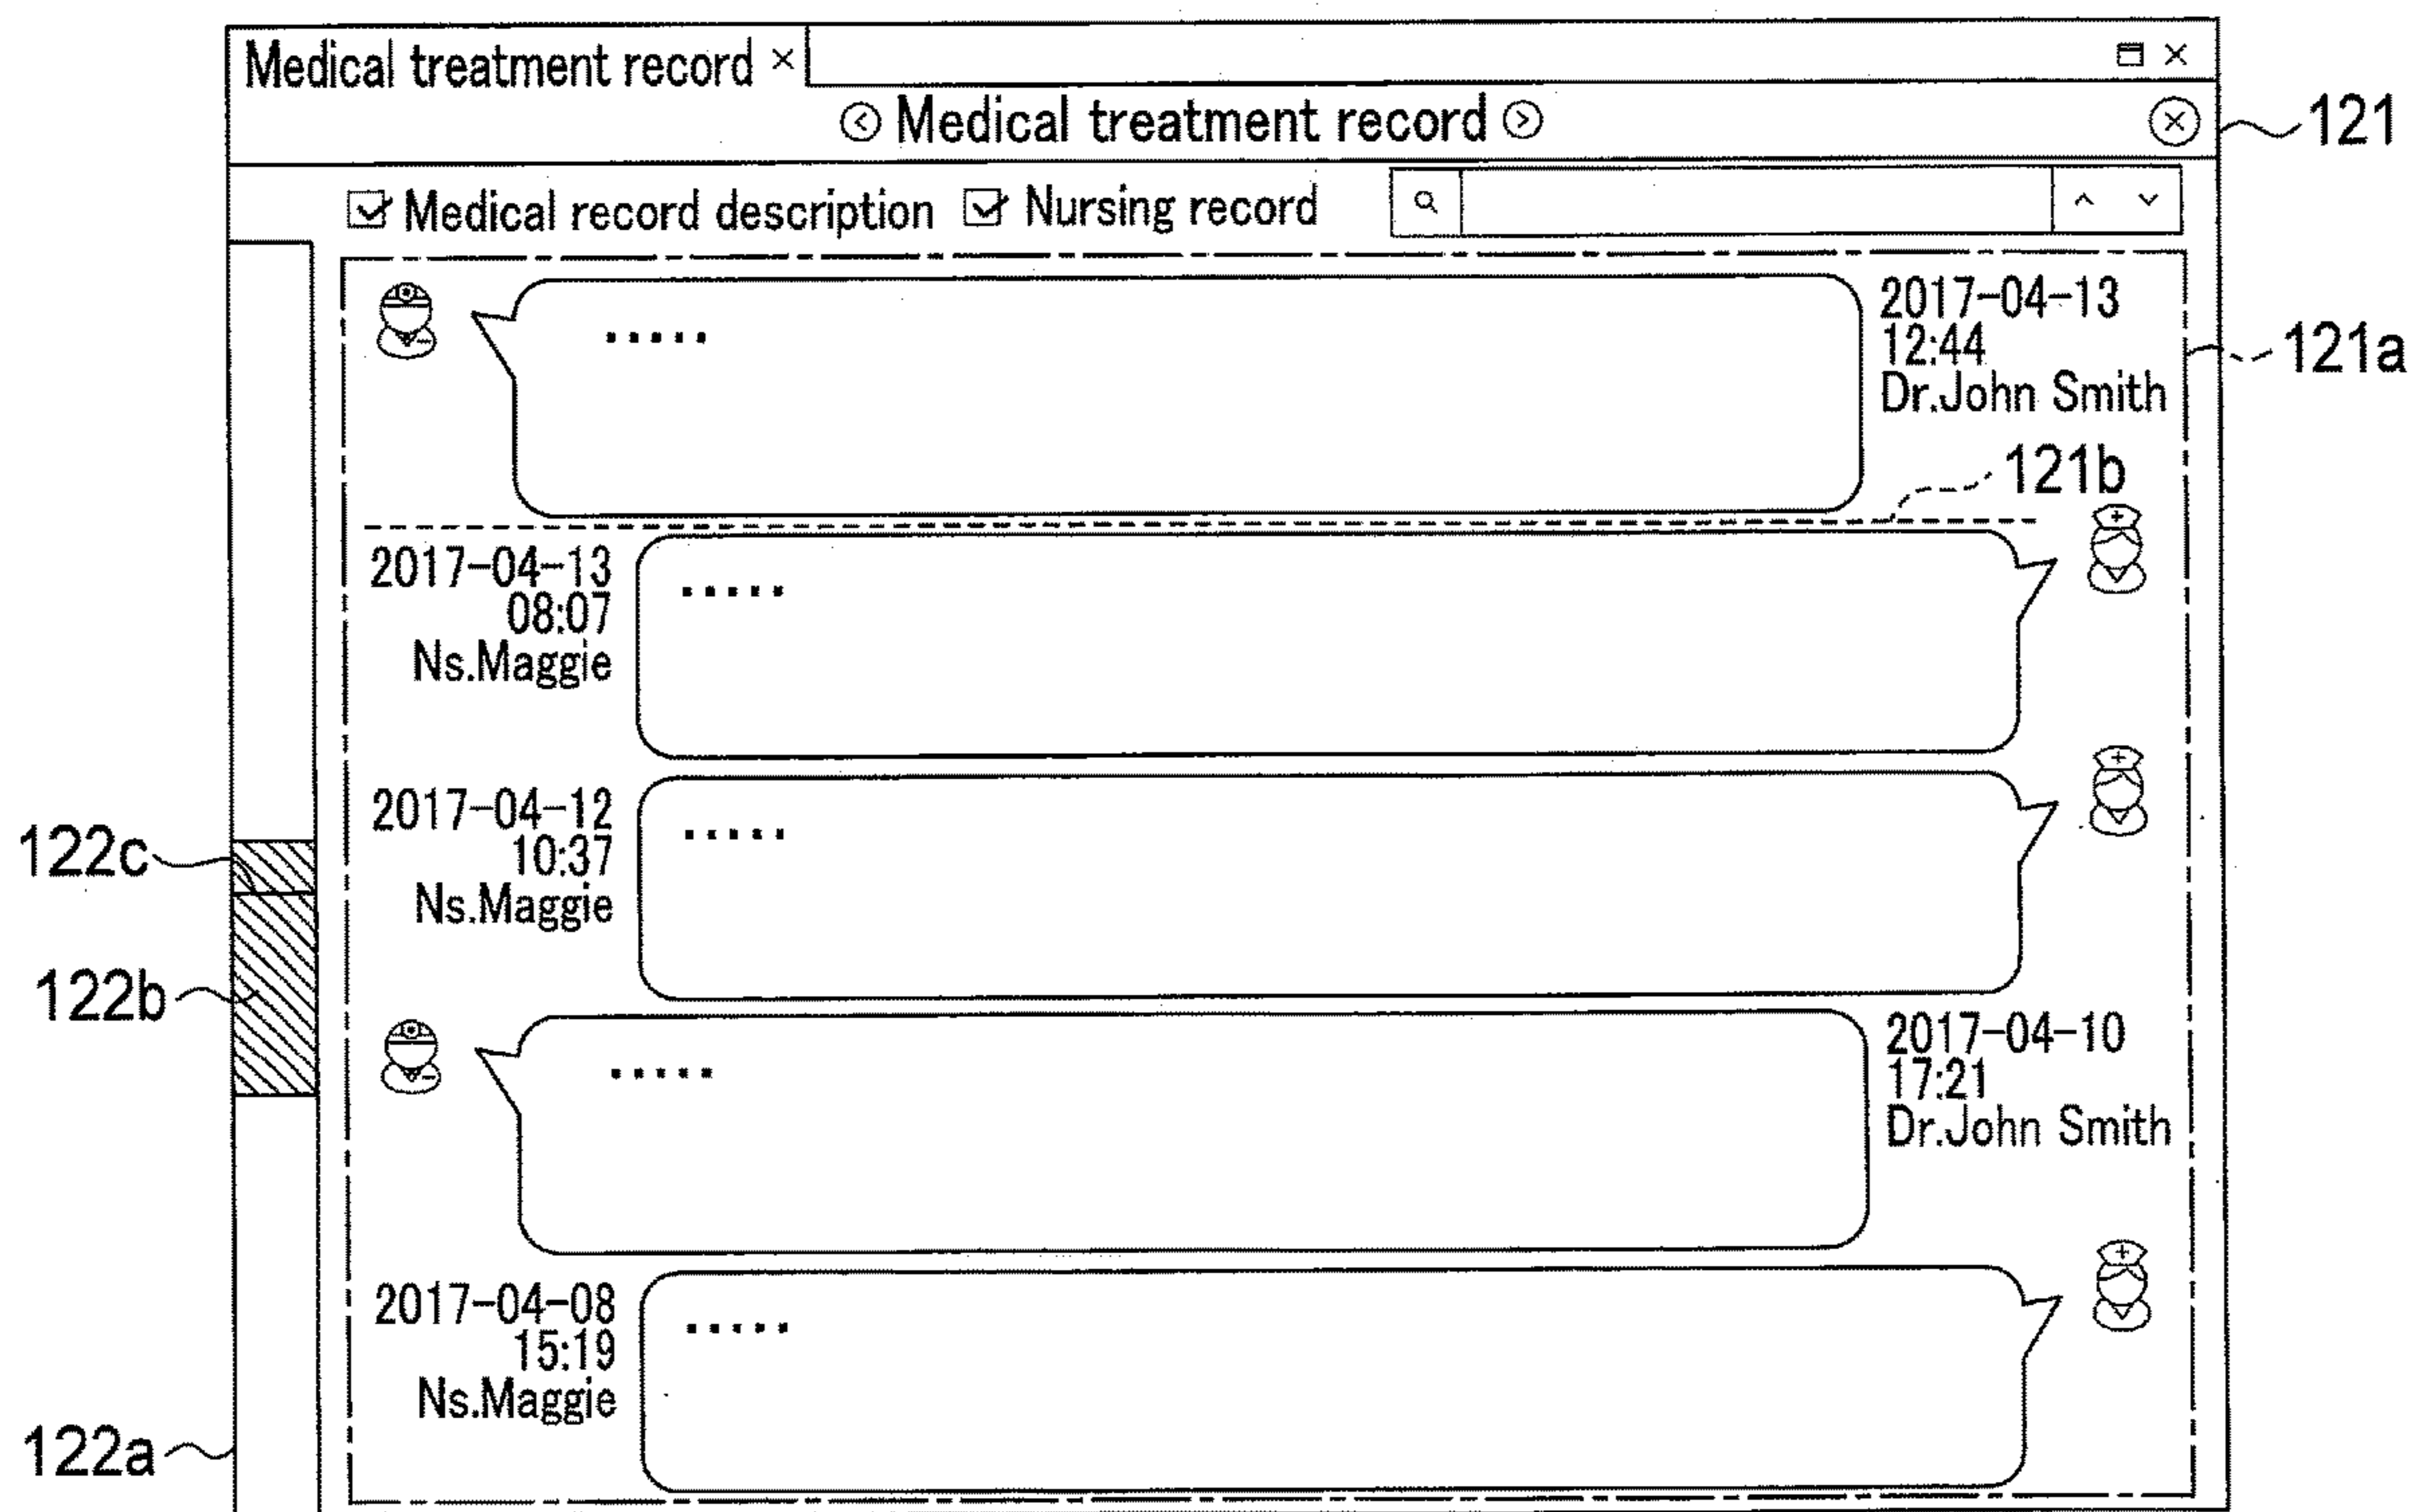 Medical treatment record ×
Medical treatment record
121
Medical record description
Nursing record
2017-04-13
12:44
Dr.John Smith
121a
.....
121b
2017-04-13
08:07
Ns.Maggie
.....
2017-04-12
10:37
Ns.Maggie
.....
122c
122b
2017-04-10
17:21
Dr.John Smith
.....
2017-04-08
15:19
Ns.Maggie
.....
122a